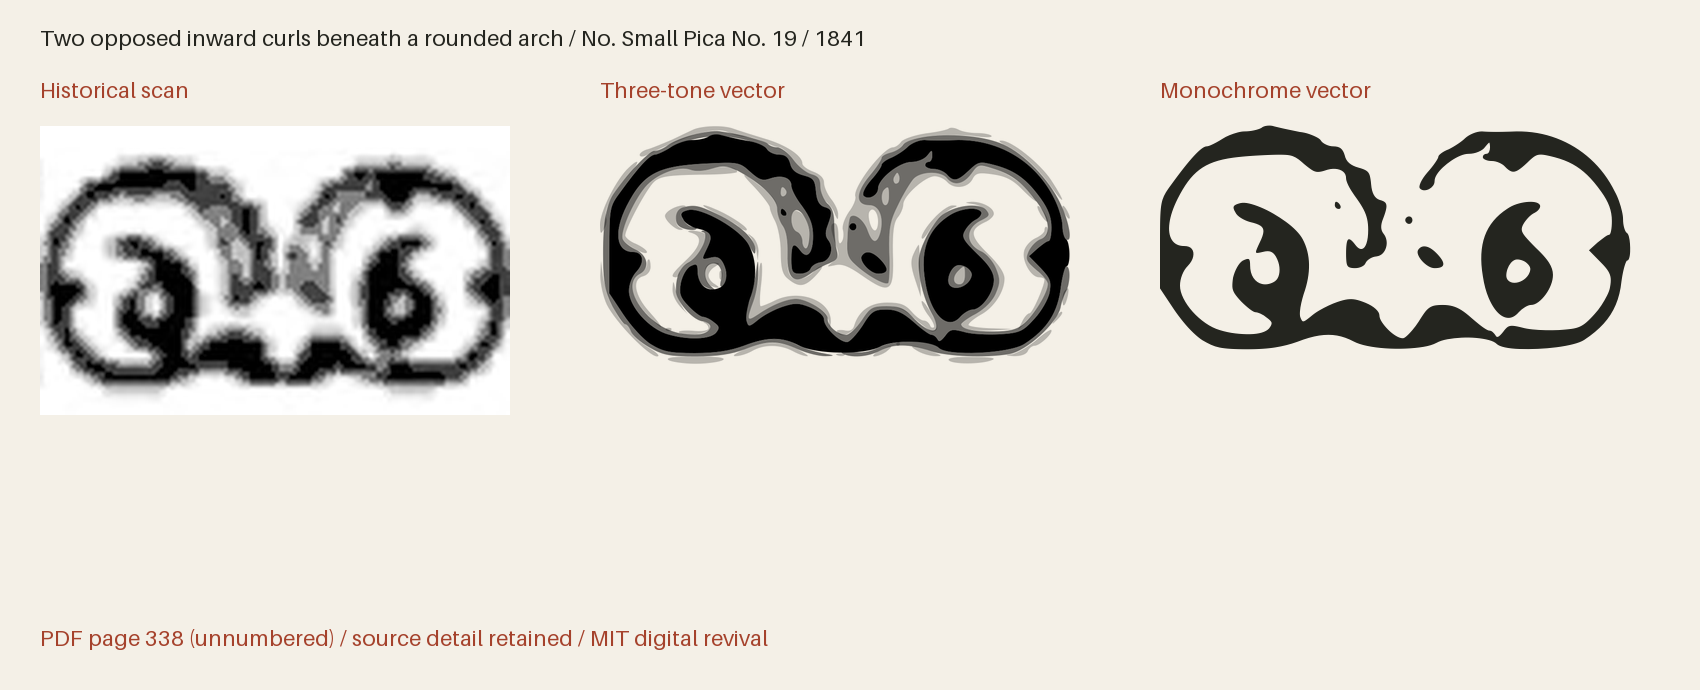 Two opposed inward curls beneath a rounded arch / No. Small Pica No. 19 / 1841
Historical scan
Three-tone vector
Monochrome vector
PDF page 338 (unnumbered) / source detail retained / MIT digital revival